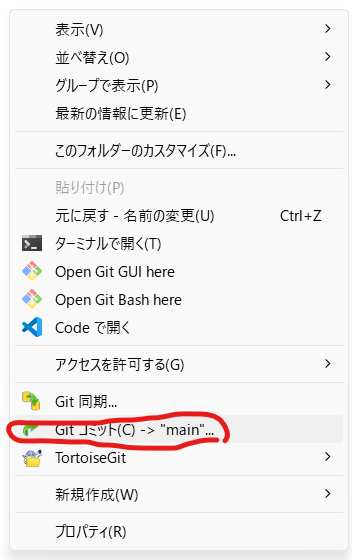 表示(V)
並べ替え(O)
グループで表示(P)
最新の情報に更新(E)
このフォルダーのカスタマイズ(F)...
貼り付け(P)
元に戻す - 名前の変更(U) Ctrl+Z
ターミナルで開く(T)
Open Git GUI here
Open Git Bash here
Code で開く
アクセスを許可する(G)
Git 同期...
Git コミット(C) -> "main"...
TortoiseGit
新規作成(W)
プロパティ(R)